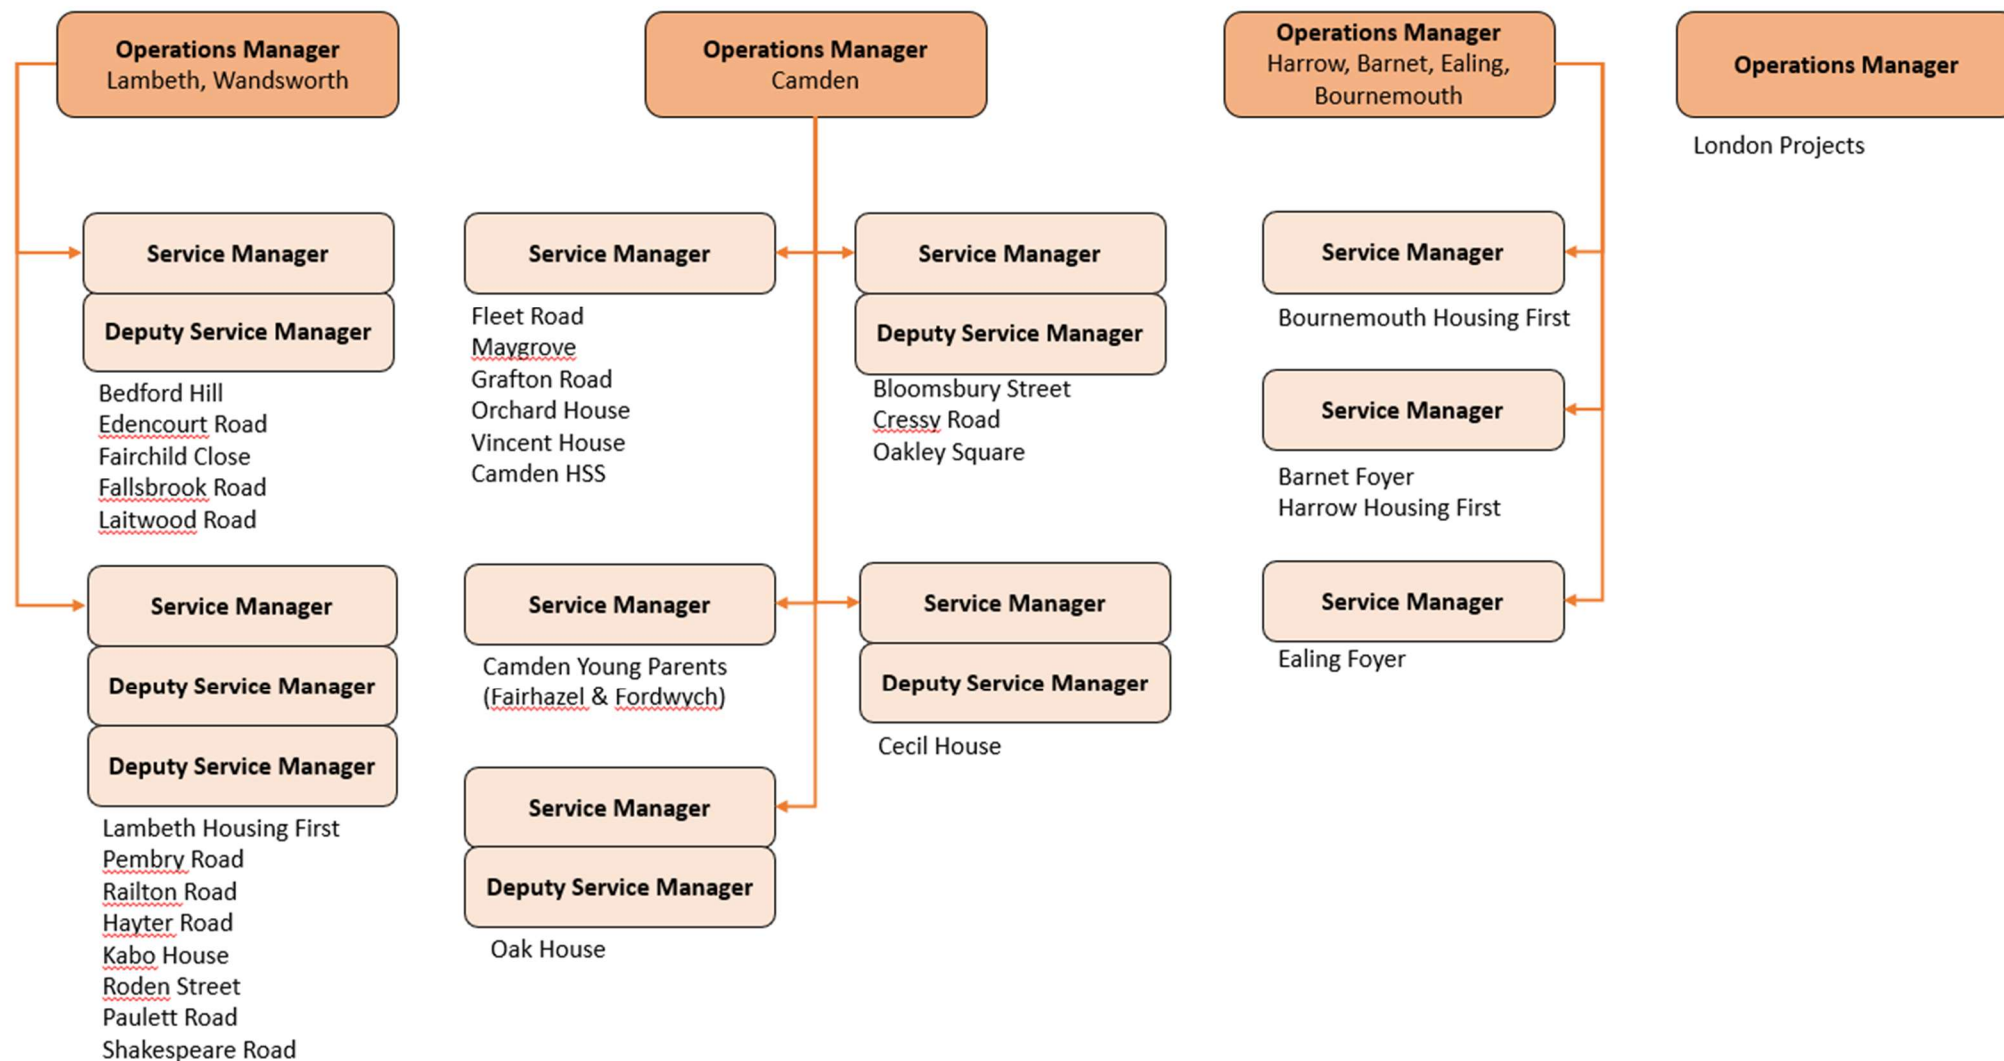 Operations Manager
Lambeth, Wandsworth
Operations Manager
Camden
Operations Manager
Harrow, Barnet, Ealing,
Bournemouth
Operations Manager
London Projects
Service Manager
Deputy Service Manager
Bedford Hill
Edencourt Road
Fairchild Close
Fallsbrook Road
Laitwood Road
Service Manager
Deputy Service Manager
Deputy Service Manager
Lambeth Housing First
Pembry Road
Railton Road
Hayter Road
Kabo House
Roden Street
Paulett Road
Shakespeare Road
Service Manager
Fleet Road
Maygrove
Grafton Road
Orchard House
Vincent House
Camden HSS
Service Manager
Deputy Service Manager
Bloomsbury Street
Cressy Road
Oakley Square
Service Manager
Camden Young Parents
(Fairhazel & Fordwych)
Service Manager
Deputy Service Manager
Cecil House
Service Manager
Deputy Service Manager
Oak House
Service Manager
Bournemouth Housing First
Service Manager
Barnet Foyer
Harrow Housing First
Service Manager
Ealing Foyer